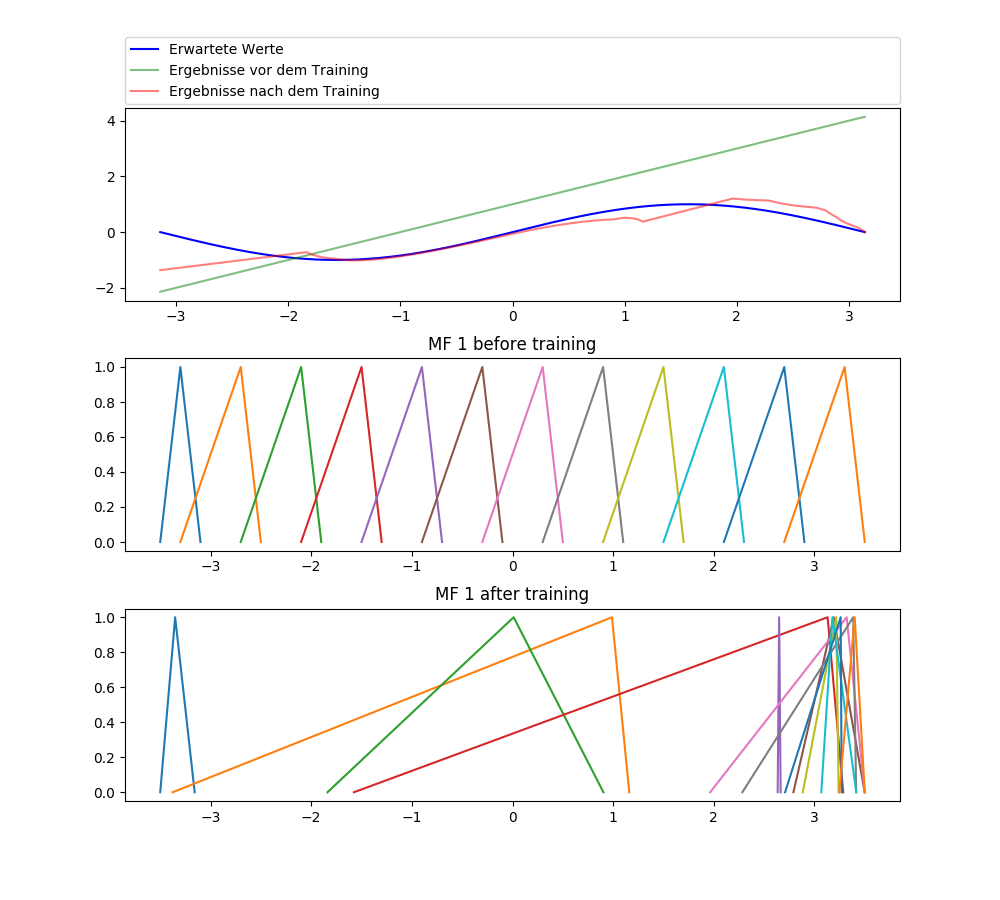 Erwartete Werte
Ergebnisse vor dem Training
Ergebnisse nach dem Training
4
2
0
−2
−3 −2 −1 0 1 2 3
MF 1 before training
1.0
0.8
0.6
0.4
0.2
0.0
−3 −2 −1 0 1 2 3
MF 1 after training
1.0
0.8
0.6
0.4
0.2
0.0
−3 −2 −1 0 1 2 3